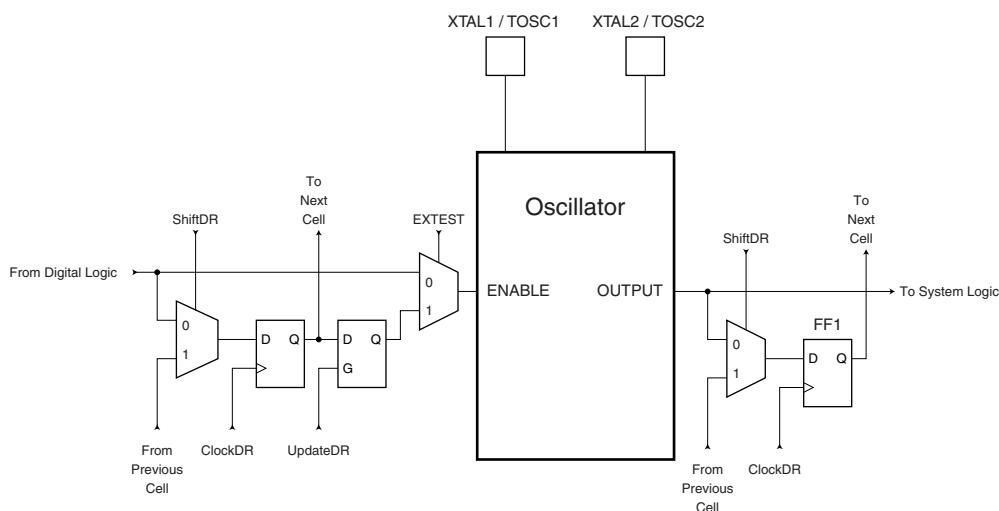 XTAL1 / TOSC1
XTAL2 / TOSC2
To
Next
Cell
ShiftDR
EXTEST
Oscillator
To
Next
Cell
ShiftDR
From Digital Logic
0
1
ENABLE
OUTPUT
To System Logic
0
1
D
Q
D
Q
G
FF1
0
1
D
Q
From
Previous
Cell
ClockDR
UpdateDR
From
Previous
Cell
ClockDR